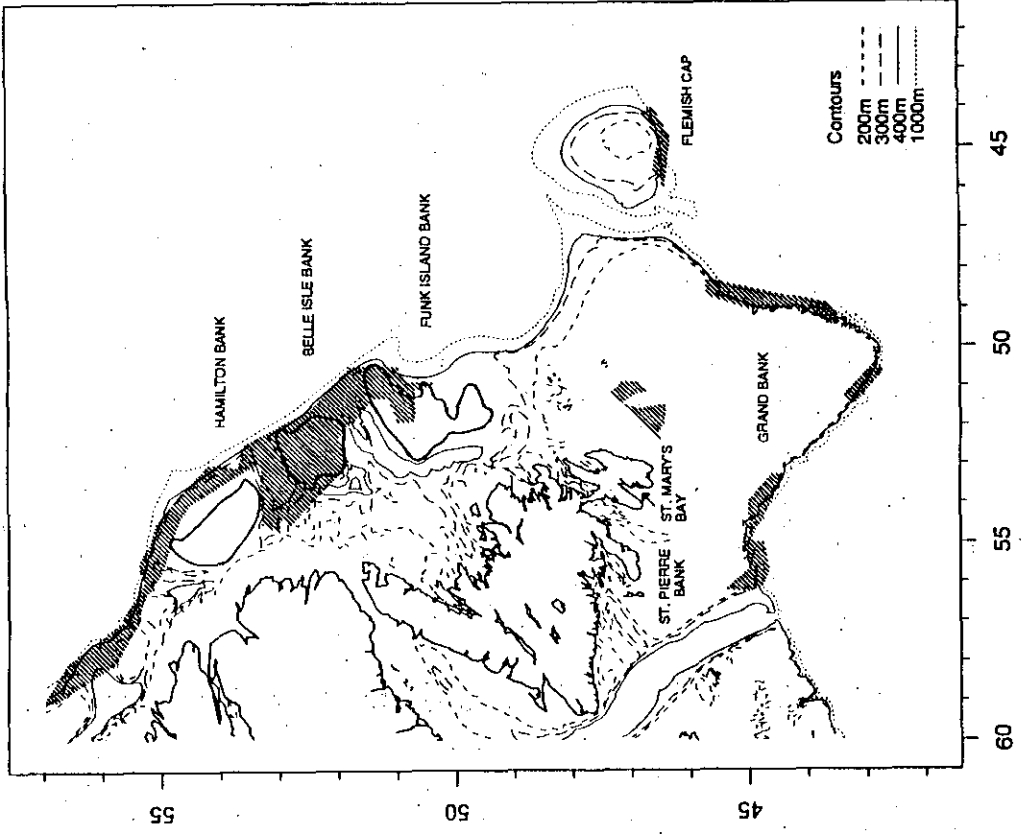 HAMILTON BANK
BELLE ISLE BANK
FUNK ISLAND BANK
FLEMISH CAP
GRAND BANK
ST. MARY'S
BAY
ST. PIERRE
BANK
Contours
200m
300m
400m
1000m
55
50
45
60
55
50
45